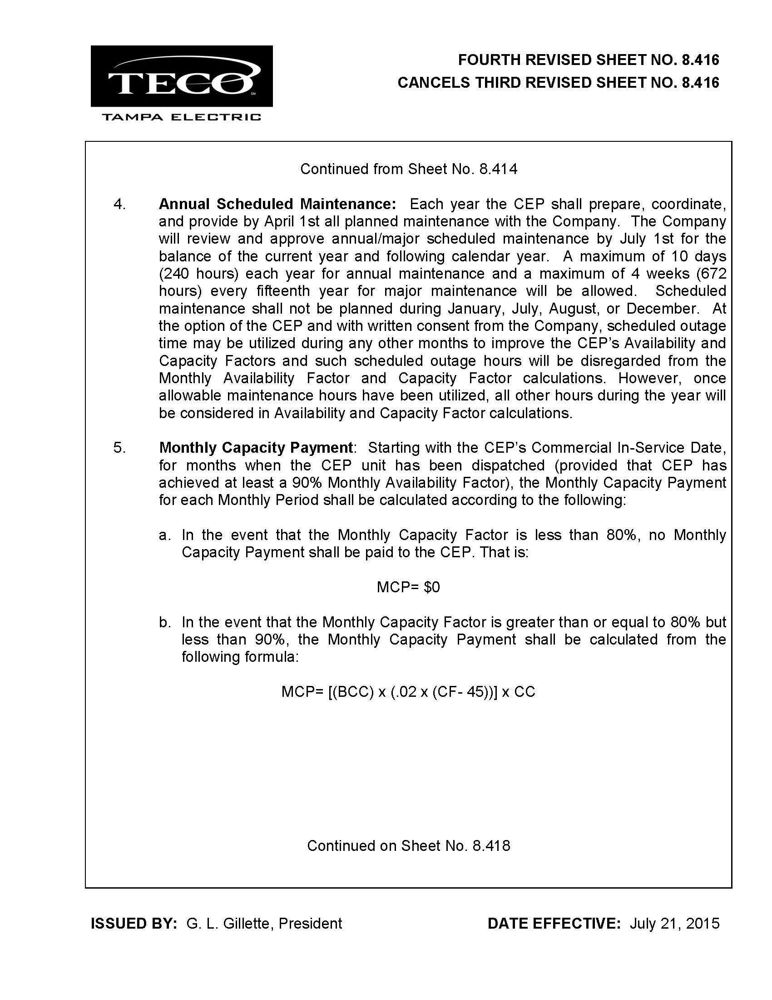 TECO
SM
TAMPA ELECTRIC
FOURTH REVISED SHEET NO. 8.416
CANCELS THIRD REVISED SHEET NO. 8.416
Continued from Sheet No. 8.414
4. Annual Scheduled Maintenance: Each year the CEP shall prepare, coordinate,
and provide by April 1st all planned maintenance with the Company. The Company
will review and approve annual/major scheduled maintenance by July 1st for the
balance of the current year and following calendar year. A maximum of 10 days
(240 hours) each year for annual maintenance and a maximum of 4 weeks (672
hours) every fifteenth year for major maintenance will be allowed. Scheduled
maintenance shall not be planned during January, July, August, or December. At
the option of the CEP and with written consent from the Company, scheduled outage
time may be utilized during any other months to improve the CEP's Availability and
Capacity Factors and such scheduled outage hours will be disregarded from the
Monthly Availability Factor and Capacity Factor calculations. However, once
allowable maintenance hours have been utilized, all other hours during the year will
be considered in Availability and Capacity Factor calculations.
5. Monthly Capacity Payment: Starting with the CEP's Commercial In-Service Date,
for months when the CEP unit has been dispatched (provided that CEP has
achieved at least a 90% Monthly Availability Factor), the Monthly Capacity Payment
for each Monthly Period shall be calculated according to the following:
a. In the event that the Monthly Capacity Factor is less than 80%, no Monthly
Capacity Payment shall be paid to the CEP. That is:
MCP= $0
b. In the event that the Monthly Capacity Factor is greater than or equal to 80% but
less than 90%, the Monthly Capacity Payment shall be calculated from the
following formula:
MCP= [(BCC) x (.02 x (CF- 45))] x CC
Continued on Sheet No. 8.418
ISSUED BY: G. L. Gillette, President
DATE EFFECTIVE: July 21, 2015